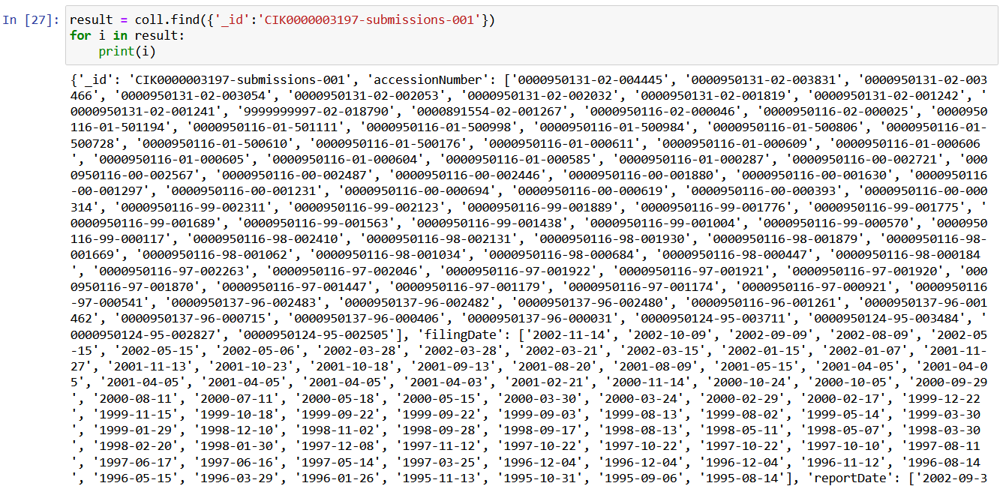 In [27]: result = coll.find({'_id':'CIK0000003197-submissions-001'})
for i in result:
    print(i)
{'_id': 'CIK0000003197-submissions-001', 'accessionNumber': ['0000950131-02-004445', '0000950131-02-003831', '0000950131-02-003
466', '0000950131-02-003054', '0000950131-02-002053', '0000950131-02-002032', '0000950131-02-001819', '0000950131-02-001242', '
0000950131-02-001241', '9999999997-02-018790', '0000891554-02-001267', '0000950116-02-000046', '0000950116-02-000025', '0000950
116-01-501194', '0000950116-01-501111', '0000950116-01-500998', '0000950116-01-500984', '0000950116-01-500806', '0000950116-01-
500728', '0000950116-01-500610', '0000950116-01-500176', '0000950116-01-000611', '0000950116-01-000609', '0000950116-01-000606
', '0000950116-01-000605', '0000950116-01-000604', '0000950116-01-000585', '0000950116-01-000287', '0000950116-00-002721', '000
0950116-00-002567', '0000950116-00-002487', '0000950116-00-002446', '0000950116-00-001880', '0000950116-00-001630', '0000950116
-00-001297', '0000950116-00-001231', '0000950116-00-000694', '0000950116-00-000619', '0000950116-00-000393', '0000950116-00-000
314', '0000950116-99-002311', '0000950116-99-002123', '0000950116-99-001889', '0000950116-99-001776', '0000950116-99-001775', '
0000950116-99-001689', '0000950116-99-001563', '0000950116-99-001438', '0000950116-99-001004', '0000950116-99-000570', '0000950
116-99-000117', '0000950116-98-002410', '0000950116-98-002131', '0000950116-98-001930', '0000950116-98-001879', '0000950116-98-
001669', '0000950116-98-001062', '0000950116-98-001034', '0000950116-98-000684', '0000950116-98-000447', '0000950116-98-000184
', '0000950116-97-002263', '0000950116-97-002046', '0000950116-97-001922', '0000950116-97-001921', '0000950116-97-001920', '000
0950116-97-001870', '0000950116-97-001447', '0000950116-97-001179', '0000950116-97-001174', '0000950116-97-000921', '0000950116
-97-000541', '0000950137-96-002483', '0000950137-96-002482', '0000950137-96-002480', '0000950116-96-001261', '0000950137-96-001
462', '0000950137-96-000715', '0000950137-96-000406', '0000950137-96-000031', '0000950124-95-003711', '0000950124-95-003484', '
0000950124-95-002827', '0000950124-95-002505'], 'filingDate': ['2002-11-14', '2002-10-09', '2002-09-09', '2002-08-09', '2002-05
-15', '2002-05-15', '2002-05-06', '2002-03-28', '2002-03-28', '2002-03-21', '2002-03-15', '2002-01-15', '2002-01-07', '2001-11-
27', '2001-11-13', '2001-10-23', '2001-10-18', '2001-09-13', '2001-08-20', '2001-08-09', '2001-05-15', '2001-04-05', '2001-04-0
5', '2001-04-05', '2001-04-05', '2001-04-05', '2001-04-03', '2001-02-21', '2000-11-14', '2000-10-24', '2000-10-05', '2000-09-29
', '2000-08-11', '2000-07-11', '2000-05-18', '2000-05-15', '2000-03-30', '2000-03-24', '2000-02-29', '2000-02-17', '1999-12-22
', '1999-11-15', '1999-10-18', '1999-09-22', '1999-09-22', '1999-09-03', '1999-08-13', '1999-08-02', '1999-05-14', '1999-03-30
', '1999-01-29', '1998-12-10', '1998-11-02', '1998-09-28', '1998-09-17', '1998-08-13', '1998-05-11', '1998-05-07', '1998-03-30
', '1998-02-20', '1998-01-30', '1997-12-08', '1997-11-12', '1997-10-22', '1997-10-22', '1997-10-22', '1997-10-10', '1997-08-11
', '1997-06-17', '1997-06-16', '1997-05-14', '1997-03-25', '1996-12-04', '1996-12-04', '1996-12-04', '1996-11-12', '1996-08-14
', '1996-05-15', '1996-03-29', '1996-01-26', '1995-11-13', '1995-10-31', '1995-09-06', '1995-08-14'], 'reportDate': ['2002-09-3